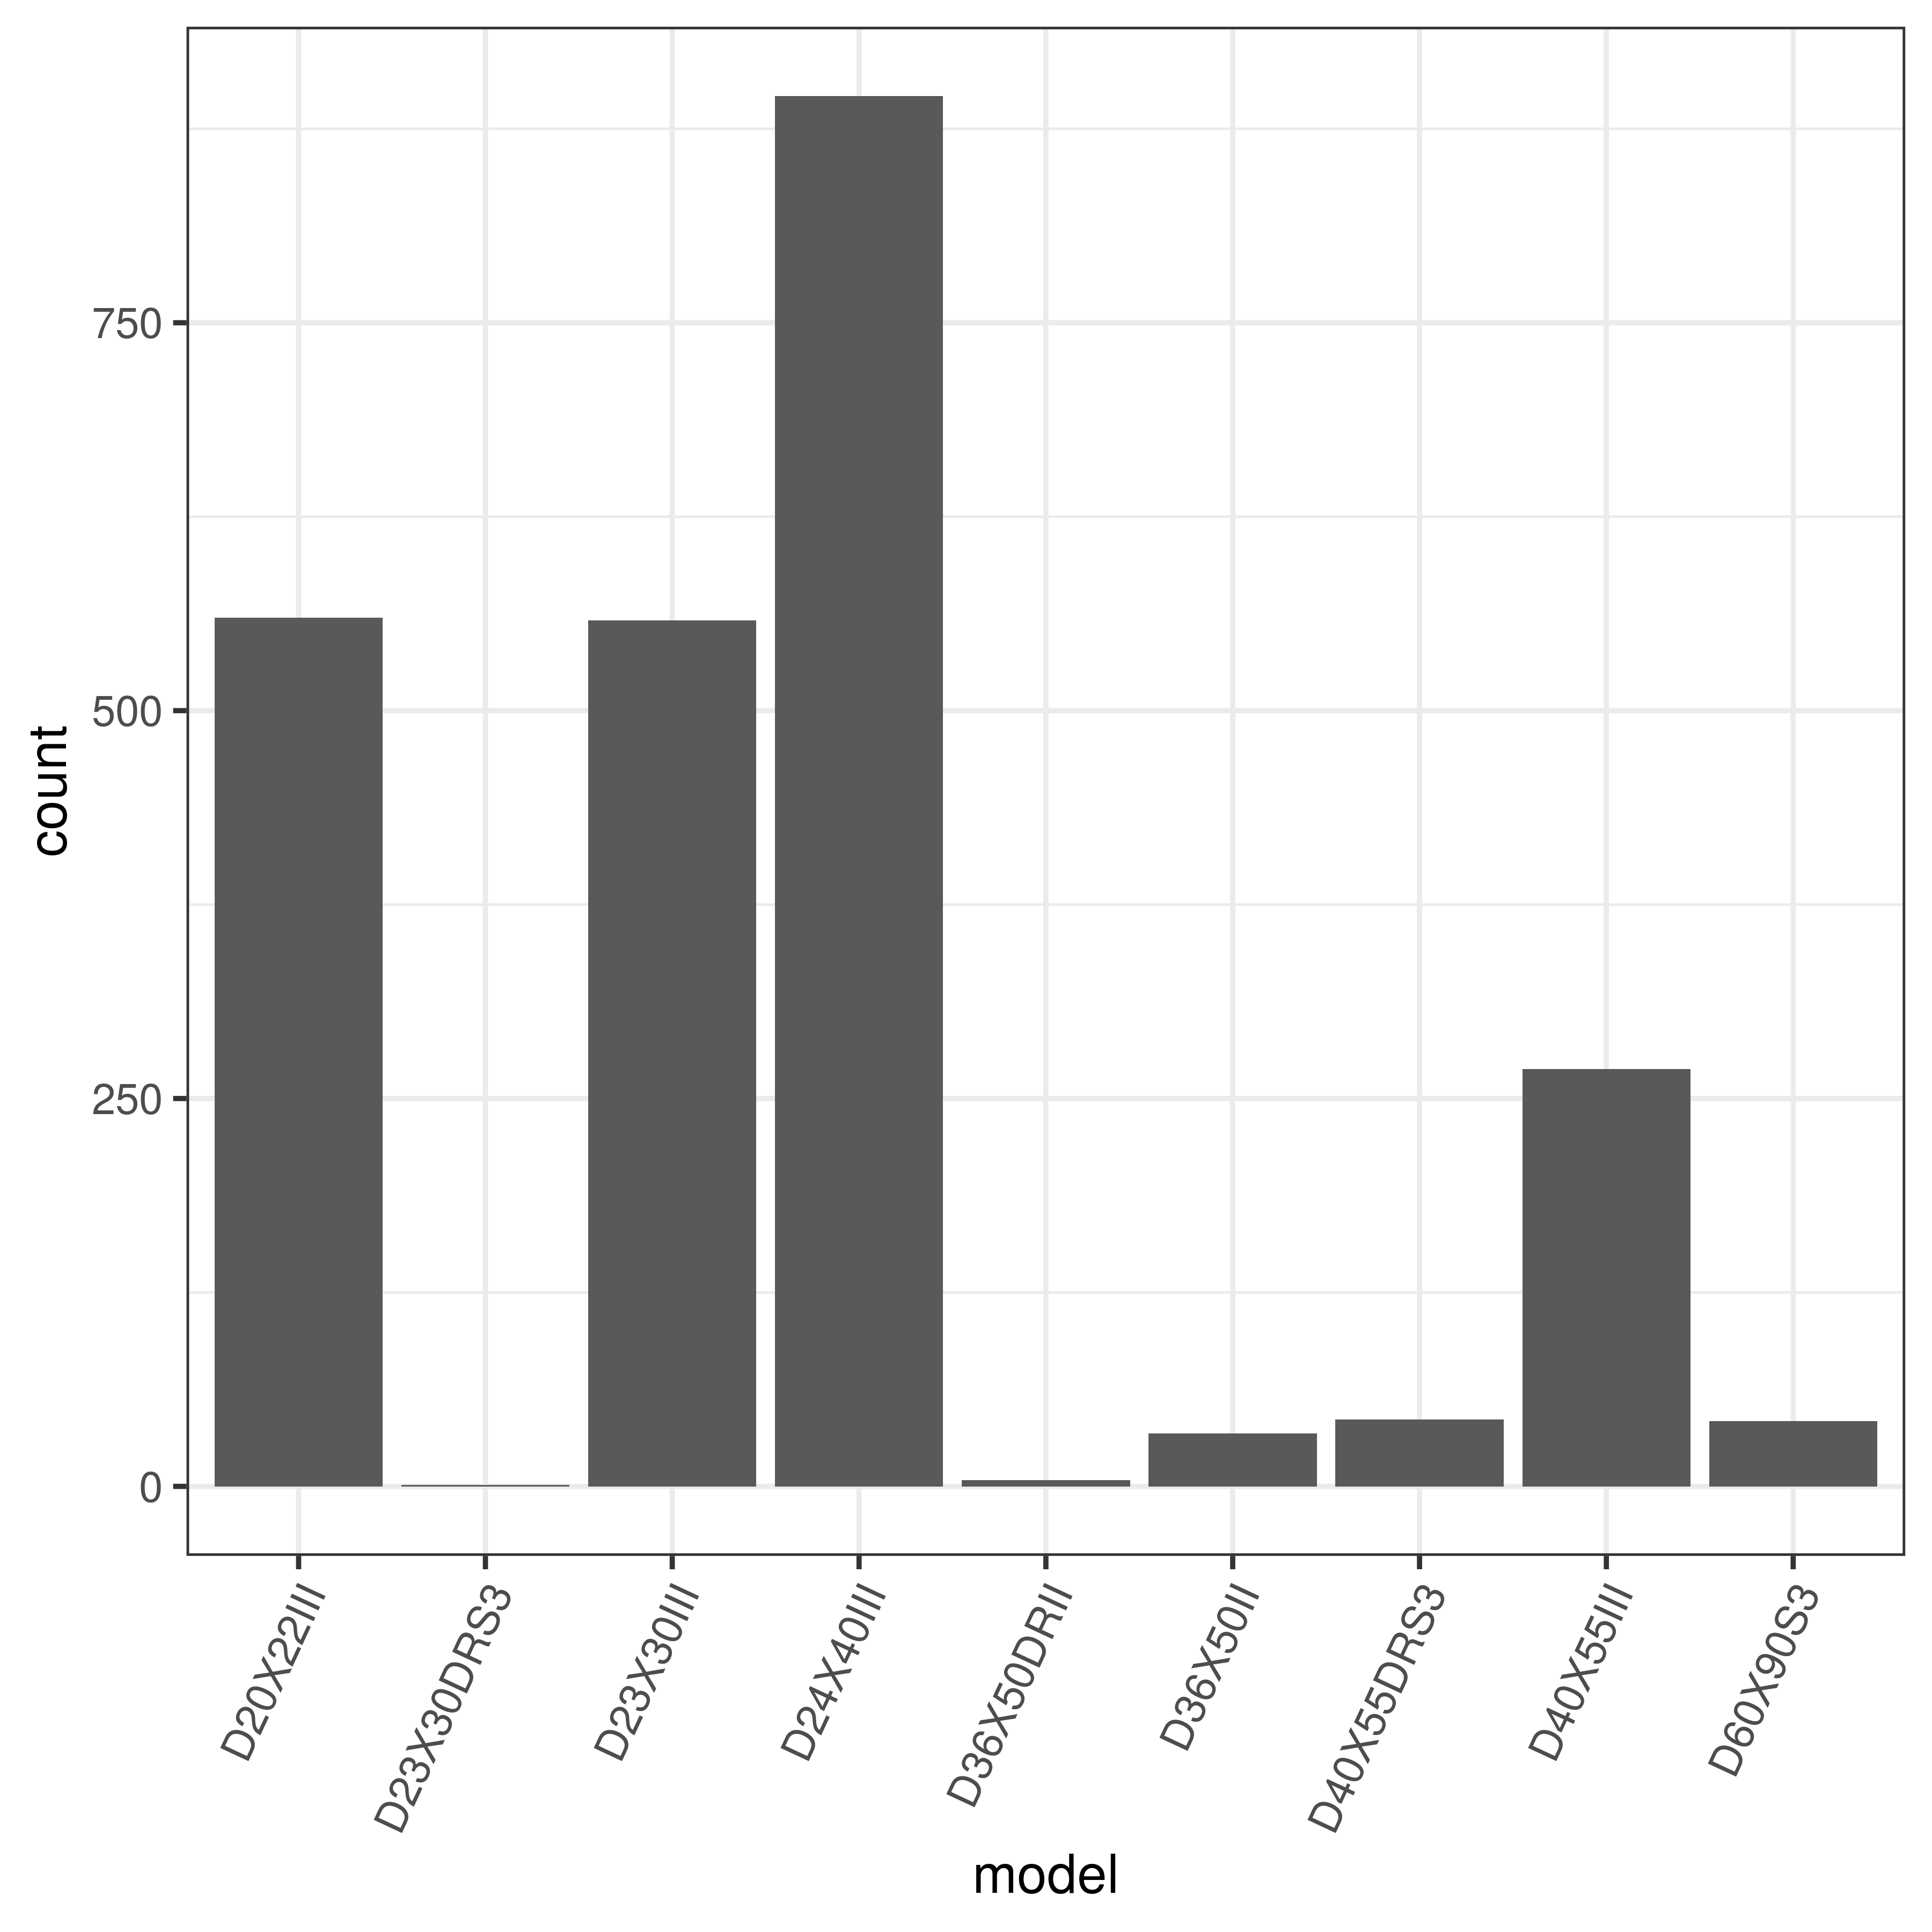 count
750
500
250
0
D20X22III
D23X30DRS3
D23X30III
D24X40III
D36X50DRII
D36X50II
D40X55DRS3
D40X55III
D60X90S3
model